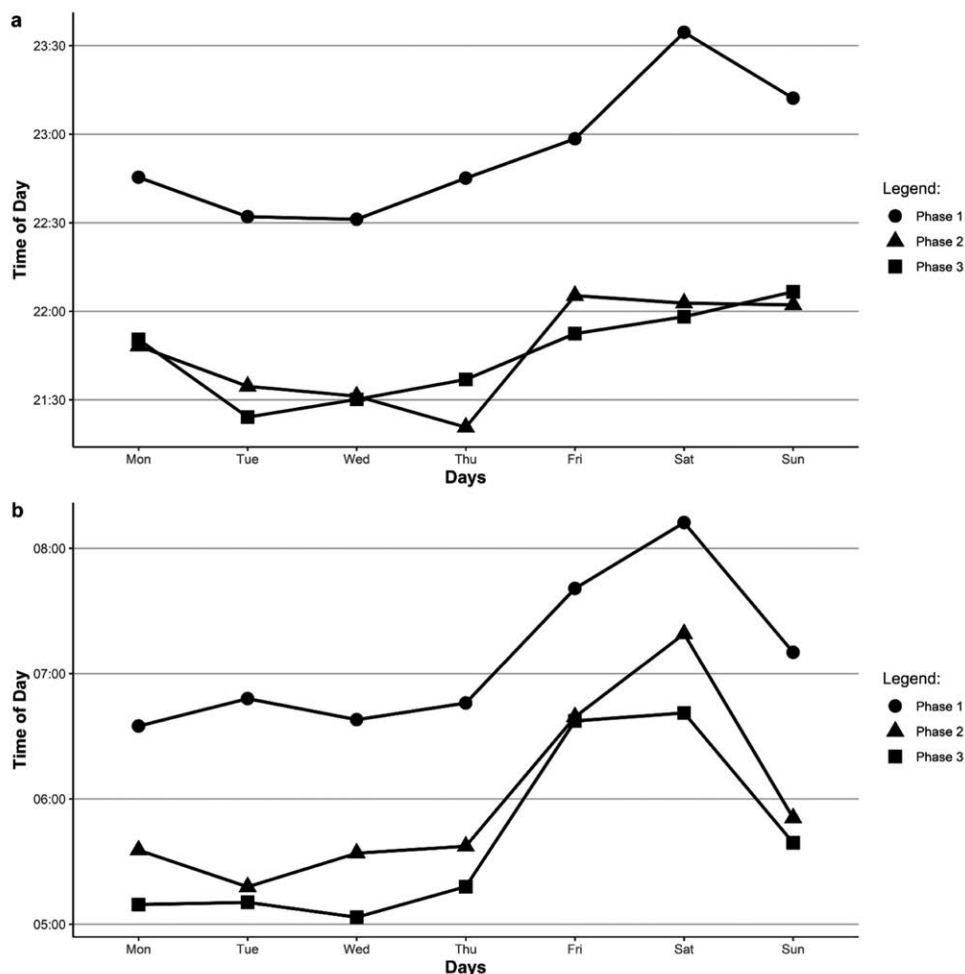 a
23:30
23:00
22:30
22:00
21:30
Time of Day
Mon Tue Wed Thu Fri Sat Sun
Days
Legend:
Phase 1
Phase 2
Phase 3
b
08:00
07:00
06:00
05:00
Time of Day
Mon Tue Wed Thu Fri Sat Sun
Days
Legend:
Phase 1
Phase 2
Phase 3